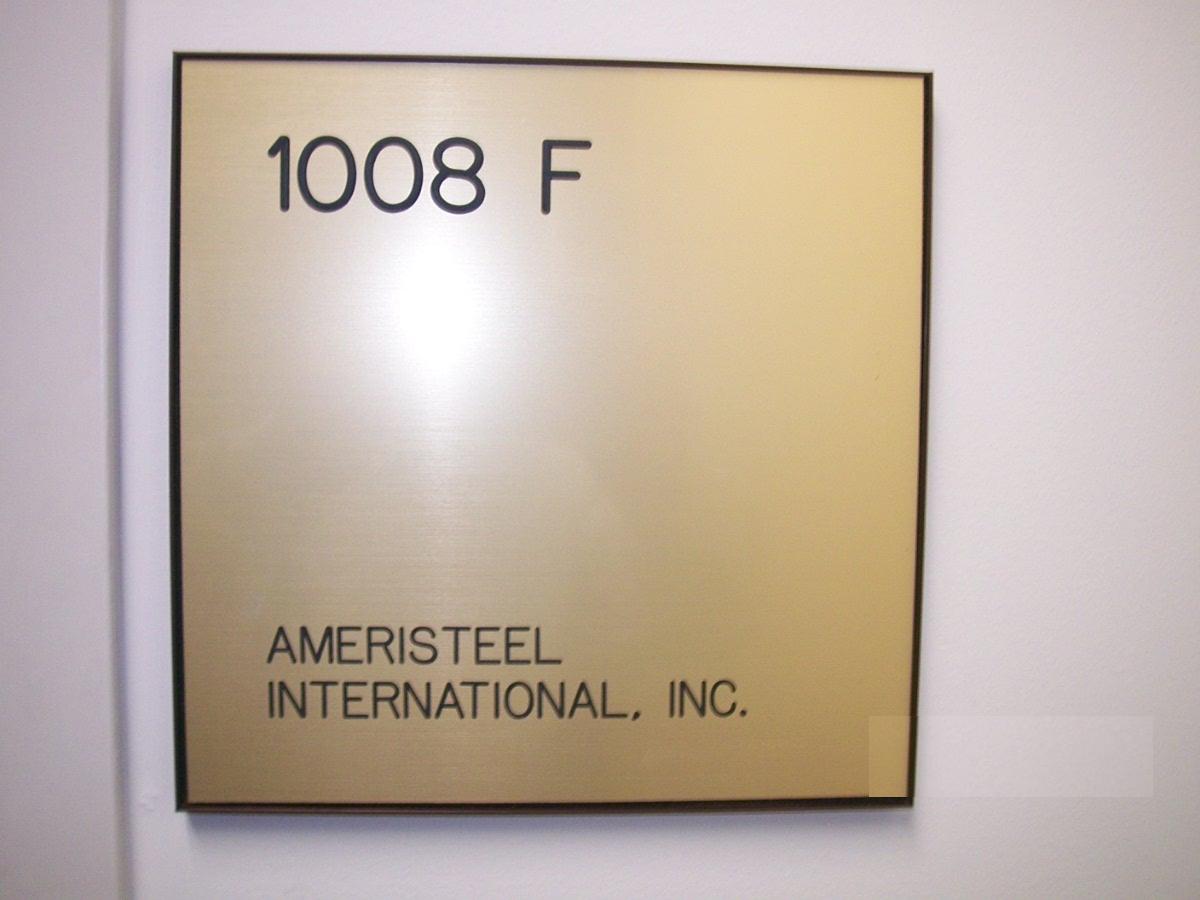 1008 F
AMERISTEEL
INTERNATIONAL, INC.